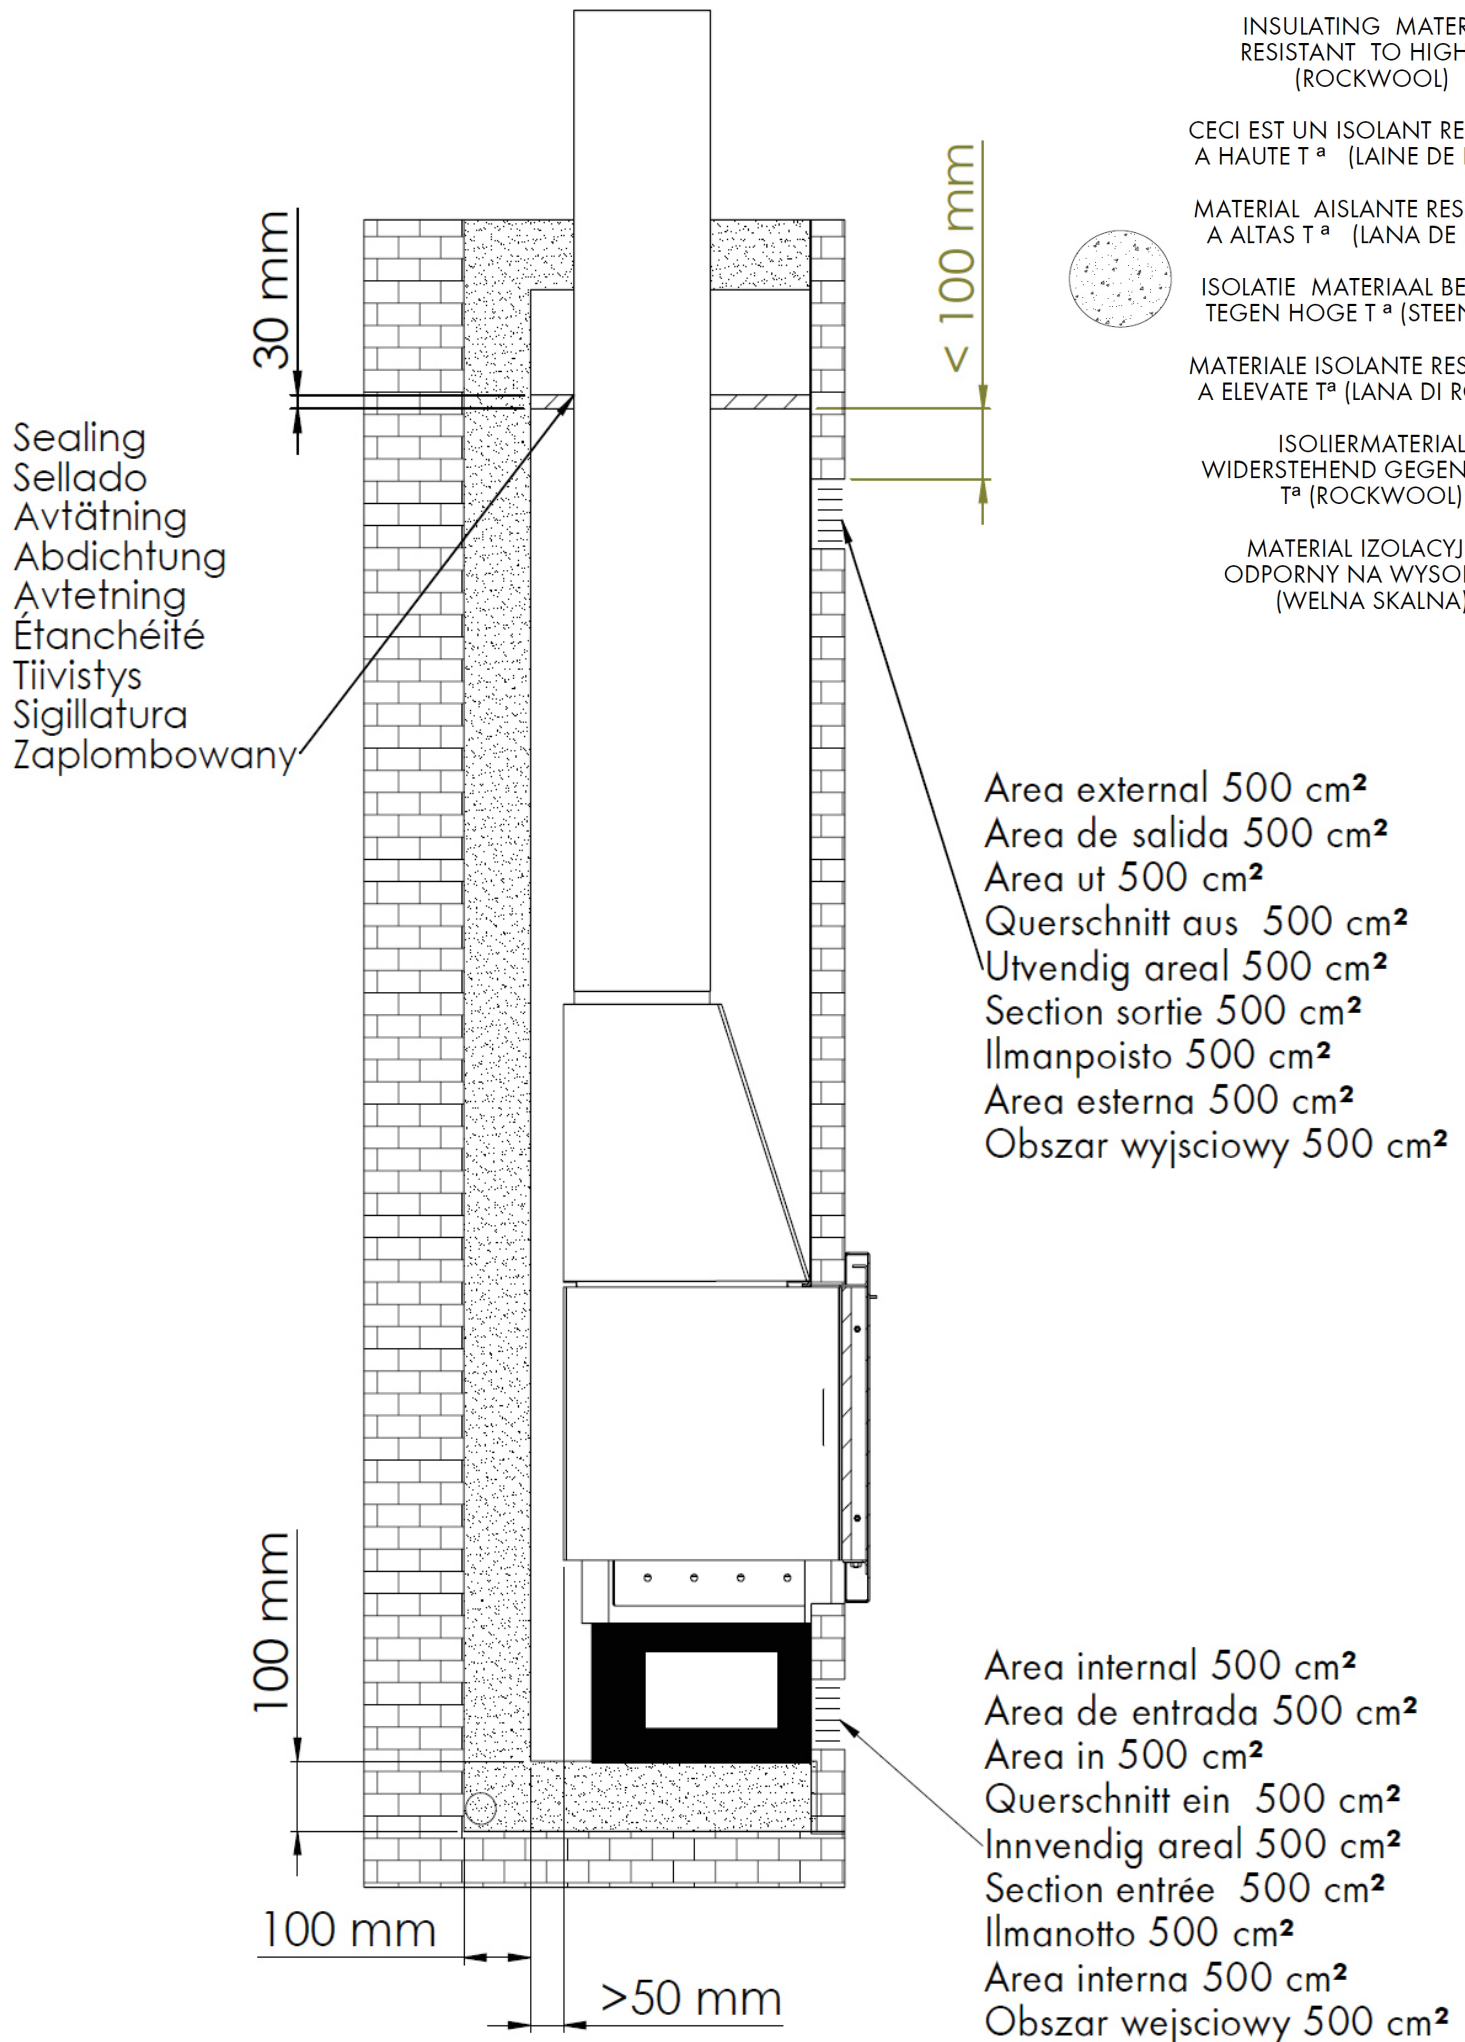 INSULATING MATER
RESISTANT TO HIGH
(ROCKWOOL)
CECI EST UN ISOLANT RE
A HAUTE T ª (LAINE DE
MATERIAL AISLANTE RES
A ALTAS T ª (LANA DE
ISOLATIE MATERIAAL BE
TEGEN HOGE T ª (STEEN
MATERIALE ISOLANTE RES
A ELEVATE Tª (LANA DI RO
ISOLIERMATERIAL
WIDERSTEHEND GEGEN
Tª (ROCKWOOL)
MATERIAL IZOLACYJ
ODPORNY NA WYSO
(WELNA SKALNA)
30 mm
< 100 mm
Sealing
Sellado
Avtätning
Abdichtung
Avtetning
Étanchéité
Tiivistys
Sigillatura
Zaplombowany
Area external 500 cm²
Area de salida 500 cm²
Area ut 500 cm²
Querschnitt aus 500 cm²
Utvendig areal 500 cm²
Section sortie 500 cm²
Ilmanpoisto 500 cm²
Area esterna 500 cm²
Obszar wyjsciowy 500 cm²
100 mm
Area internal 500 cm²
Area de entrada 500 cm²
Area in 500 cm²
Querschnitt ein 500 cm²
Innvendig areal 500 cm²
Section entrée 500 cm²
Ilmanotto 500 cm²
Area interna 500 cm²
Obszar wejsciowy 500 cm²
100 mm
>50 mm